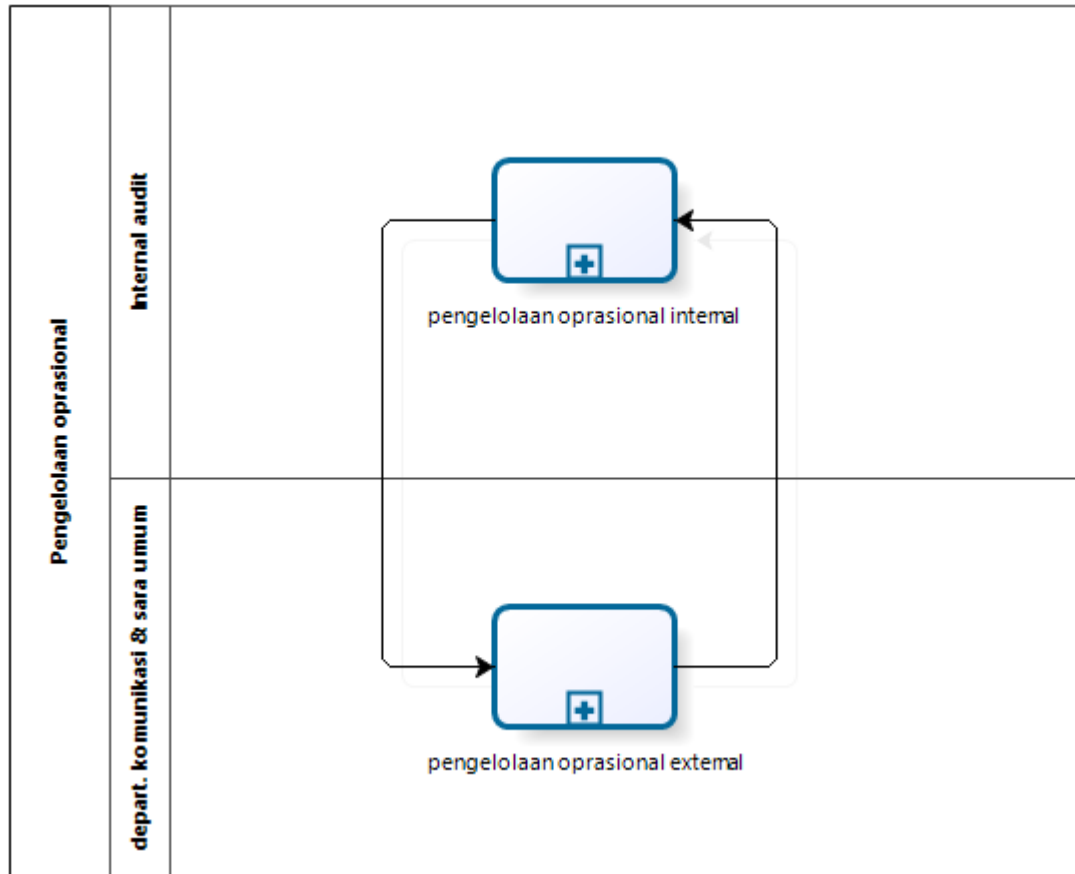 Pengelolaan oprasional
Internal audit
pengelolaan oprasional internal
depart. komunikasi & sara umum
pengelolaan oprasional external